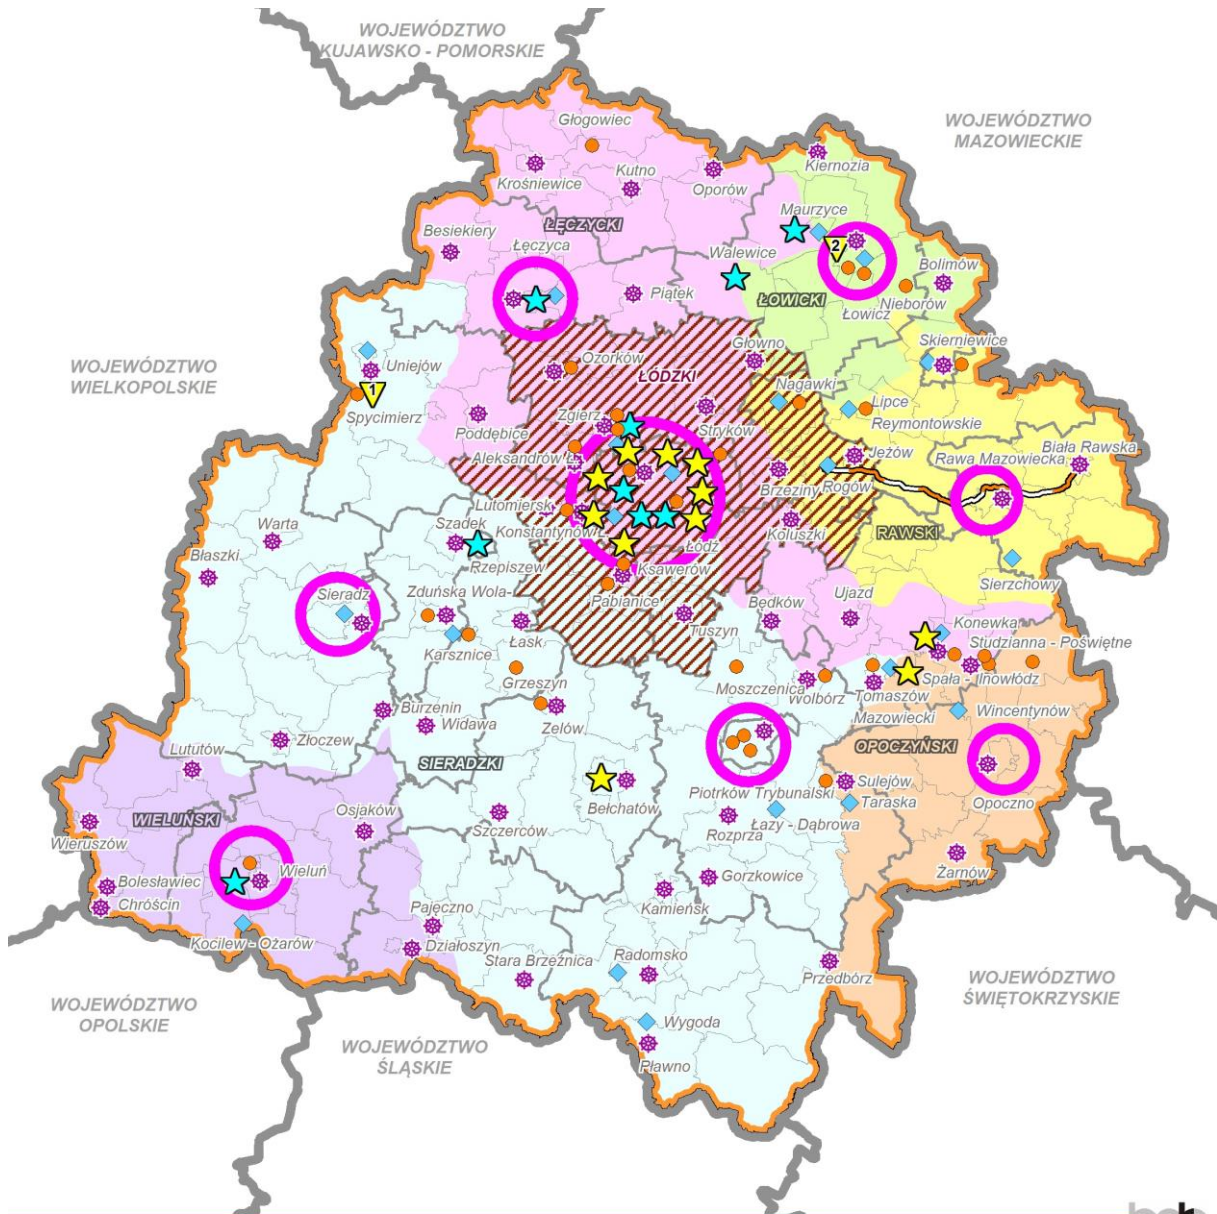 WOJEWÓDZTWO
KUJAWSKO - POMORSKIE
WOJEWÓDZTWO
MAZOWIECKIE
Głogowiec
Kiernozia
Krośniewice
Kutno
Oporów
Maurzyce
ŁĘCZYCKI
Besiekiery
Łęczyca
Walewice
2
Bolimów
Piątek
ŁOWICKI
Nieborów
Łowicz
Skierniewice
WOJEWÓDZTWO
WIELKOPOLSKIE
Uniejów
Ozorków
Głowno
ŁÓDZKI
Nagawki
1
Spycimierz
Lipce
Reymontowskie
Poddębice
Zgierz
Stryków
Aleksandrów Ł.
Jeżów
Biała Rawska
Rawa Mazowiecka
Brzeziny
Rogów
Lutomiersk
Warta
Szadek
Konstantynów Ł.
Koluszki
RAWSKI
Łódź
Błaszki
Rzepiszew
Ksawerów
Sierzchowy
Sieradz
Zduńska Wola
Pabianice
Będków
Ujazd
Konewka
Łask
Tuszyn
Studzianna - Poświętne
Karsznice
Grzeszyn
Moszczenica
Wolbórz
Spała - Inowłódz
Tomaszów
Mazowiecki
Burzenin
Widawa
Zelów
Wincentynów
Złoczew
Lututów
SIERADZKI
OPOCZYŃSKI
Sulejów
Bełchatów
Piotrków Trybunalski
Taraska
Opoczno
Osjaków
WIELUŃSKI
Szczerców
Rozprza
Łazy - Dąbrowa
Wieruszów
Wieluń
Żarnów
Bolesławiec
Gorzkowice
Chróścin
Kamieńsk
Pajęczno
Kocilew - Ożarów
Działoszyn
Stara Brzeźnica
Radomsko
Przedbórz
WOJEWÓDZTWO
ŚWIĘTOKRZYSKIE
WOJEWÓDZTWO
OPOLSKIE
Wygoda
WOJEWÓDZTWO
ŚLĄSKIE
Pławno